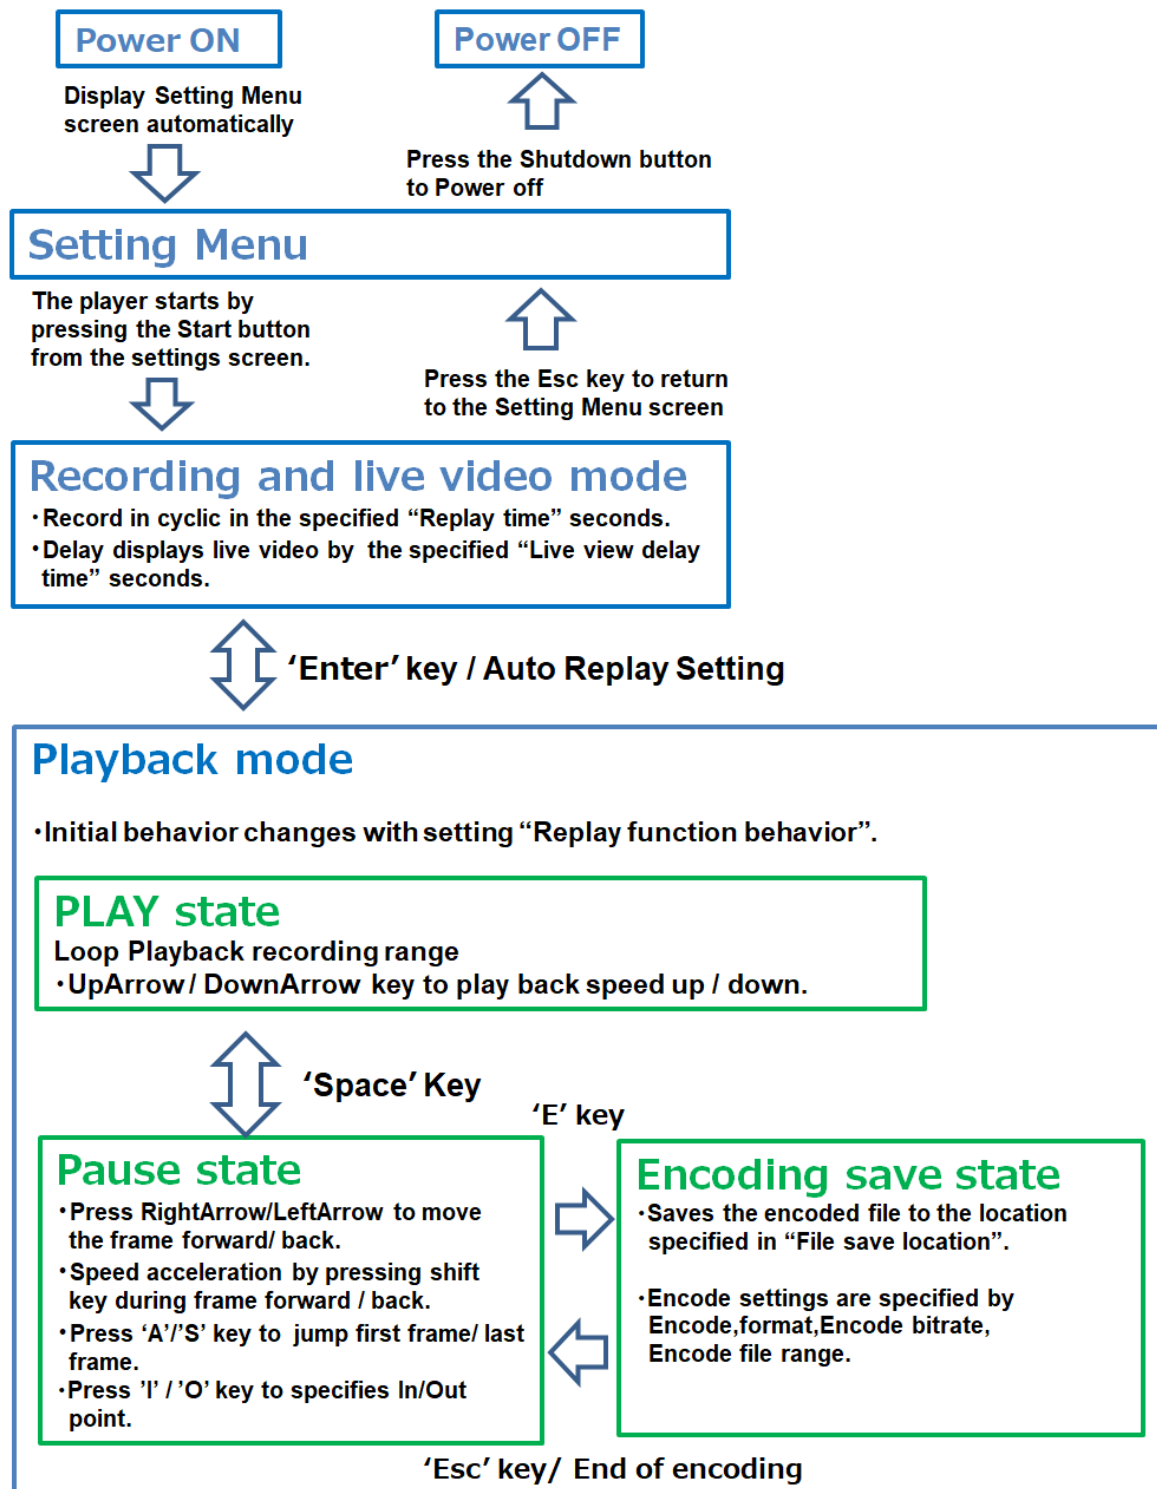 Power ON
Power OFF
Display Setting Menu
screen automatically
Press the Shutdown button
to Power off
Setting Menu
The player starts by
pressing the Start button
from the settings screen.
Press the Esc key to return
to the Setting Menu screen
Recording and live video mode
・Record in cyclic in the specified “Replay time” seconds.
・Delay displays live video by the specified “Live view delay
time” seconds.
‘Enter’ key / Auto Replay Setting
Playback mode
・Initial behavior changes with setting “Replay function behavior”.
PLAY state
Loop Playback recording range
・UpArrow / DownArrow key to play back speed up / down.
‘Space’ Key
‘E’ key
Pause state
・Press RightArrow/LeftArrow to move
the frame forward/ back.
・Speed acceleration by pressing shift
key during frame forward / back.
・Press ‘A’/’S’ key to jump first frame/ last
frame.
・Press ’I’ / ’O’ key to specifies In/Out
point.
Encoding save state
・Saves the encoded file to the location
specified in “File save location”.
・Encode settings are specified by
Encode,format,Encode bitrate,
Encode file range.
‘Esc’ key/ End of encoding